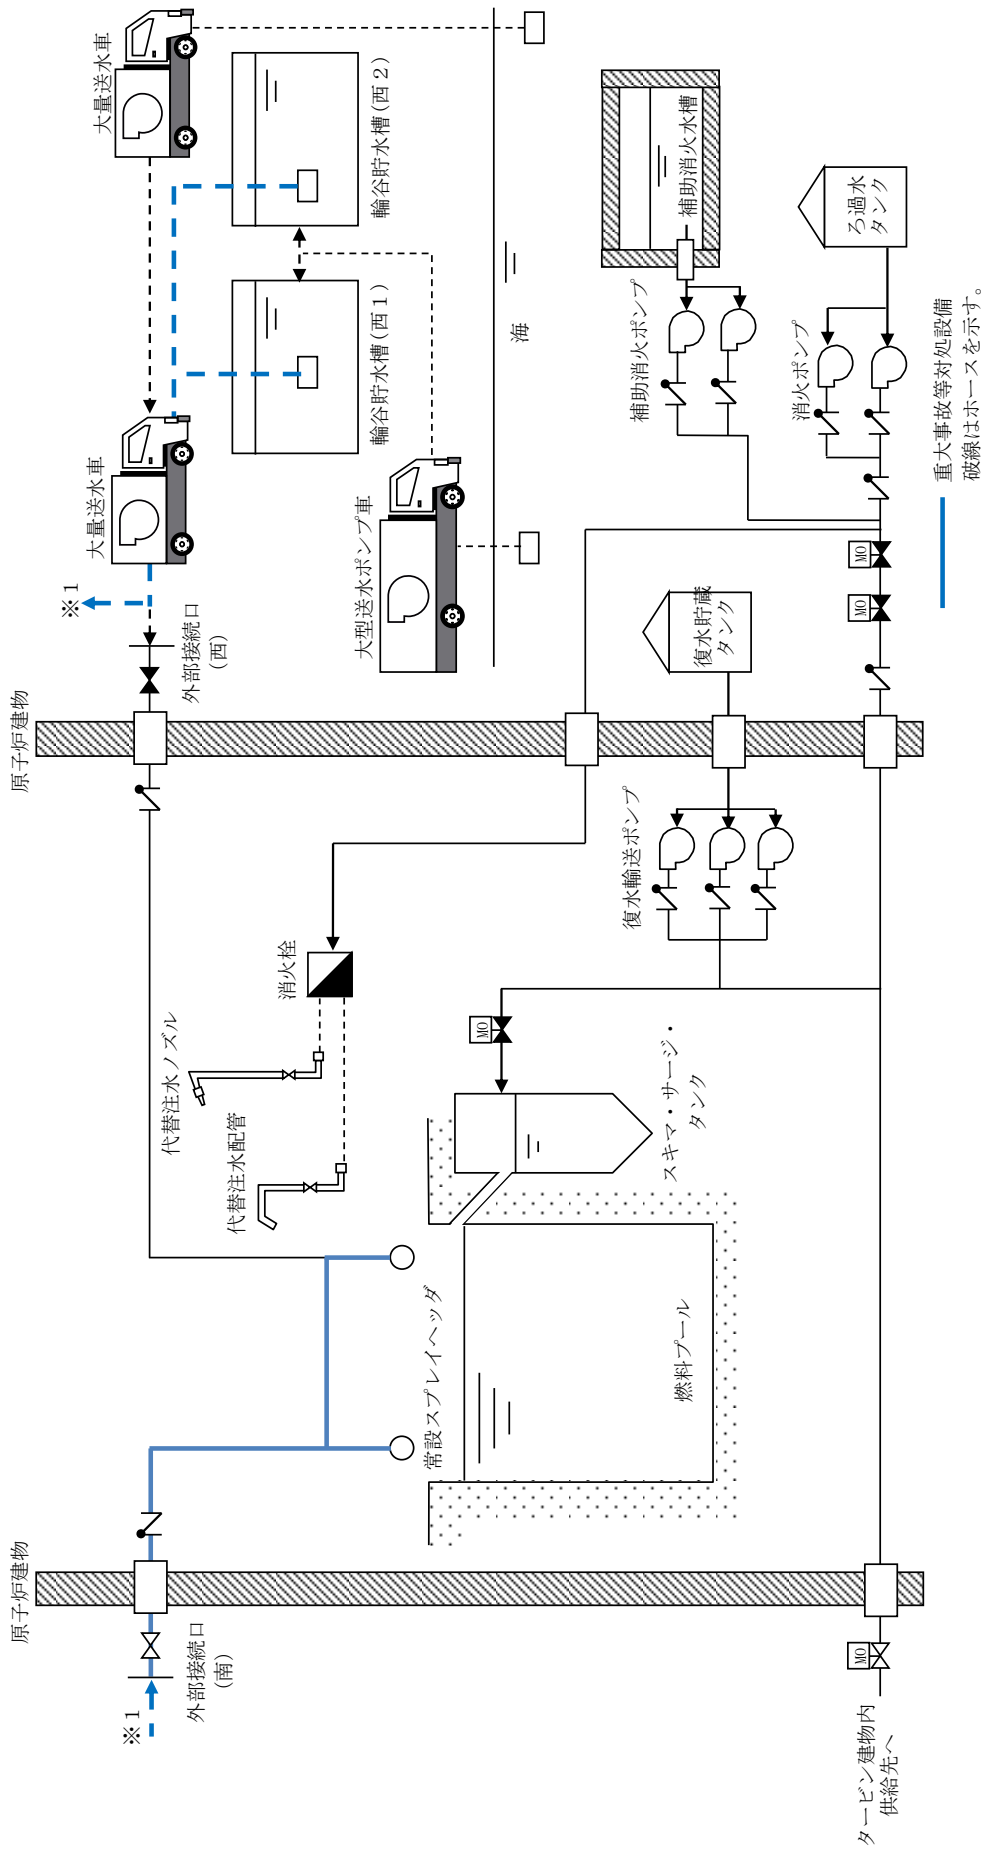 原子炉建物
原子炉建物
※1
外部接続口
(南)
タービン建物内
供給先へ
MO
常設スプレイヘッダ
燃料プール
代替注水ノズル
代替注水配管
消火栓
スキマ・サージ・
タンク
MO
復水輸送ポンプ
復水貯蔵
タンク
※1
外部接続口
(西)
大量送水車
大量送水車
大型送水ポンプ車
輪谷貯水槽(西1)
輪谷貯水槽(西2)
海
補助消火ポンプ
補助消火水槽
消火ポンプ
ろ過水
タンク
MO
MO
重大事故等対処設備
破線はホースを示す。